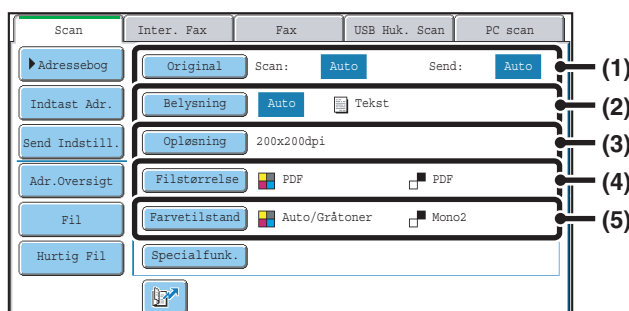 Scan Inter. Fax Fax USB Huk. Scan PC scan
Adressebog Original Scan: Auto Send: Auto (1)
Indtast Adr. Belysning Auto Tekst (2)
Send Indstill. Opløsning 200x200dpi (3)
Adr.Oversigt Filstørrelse PDF PDF (4)
Fil Farvetilstand Auto/Gråtoner Mono2 (5)
Hurtig Fil Specialfunk.